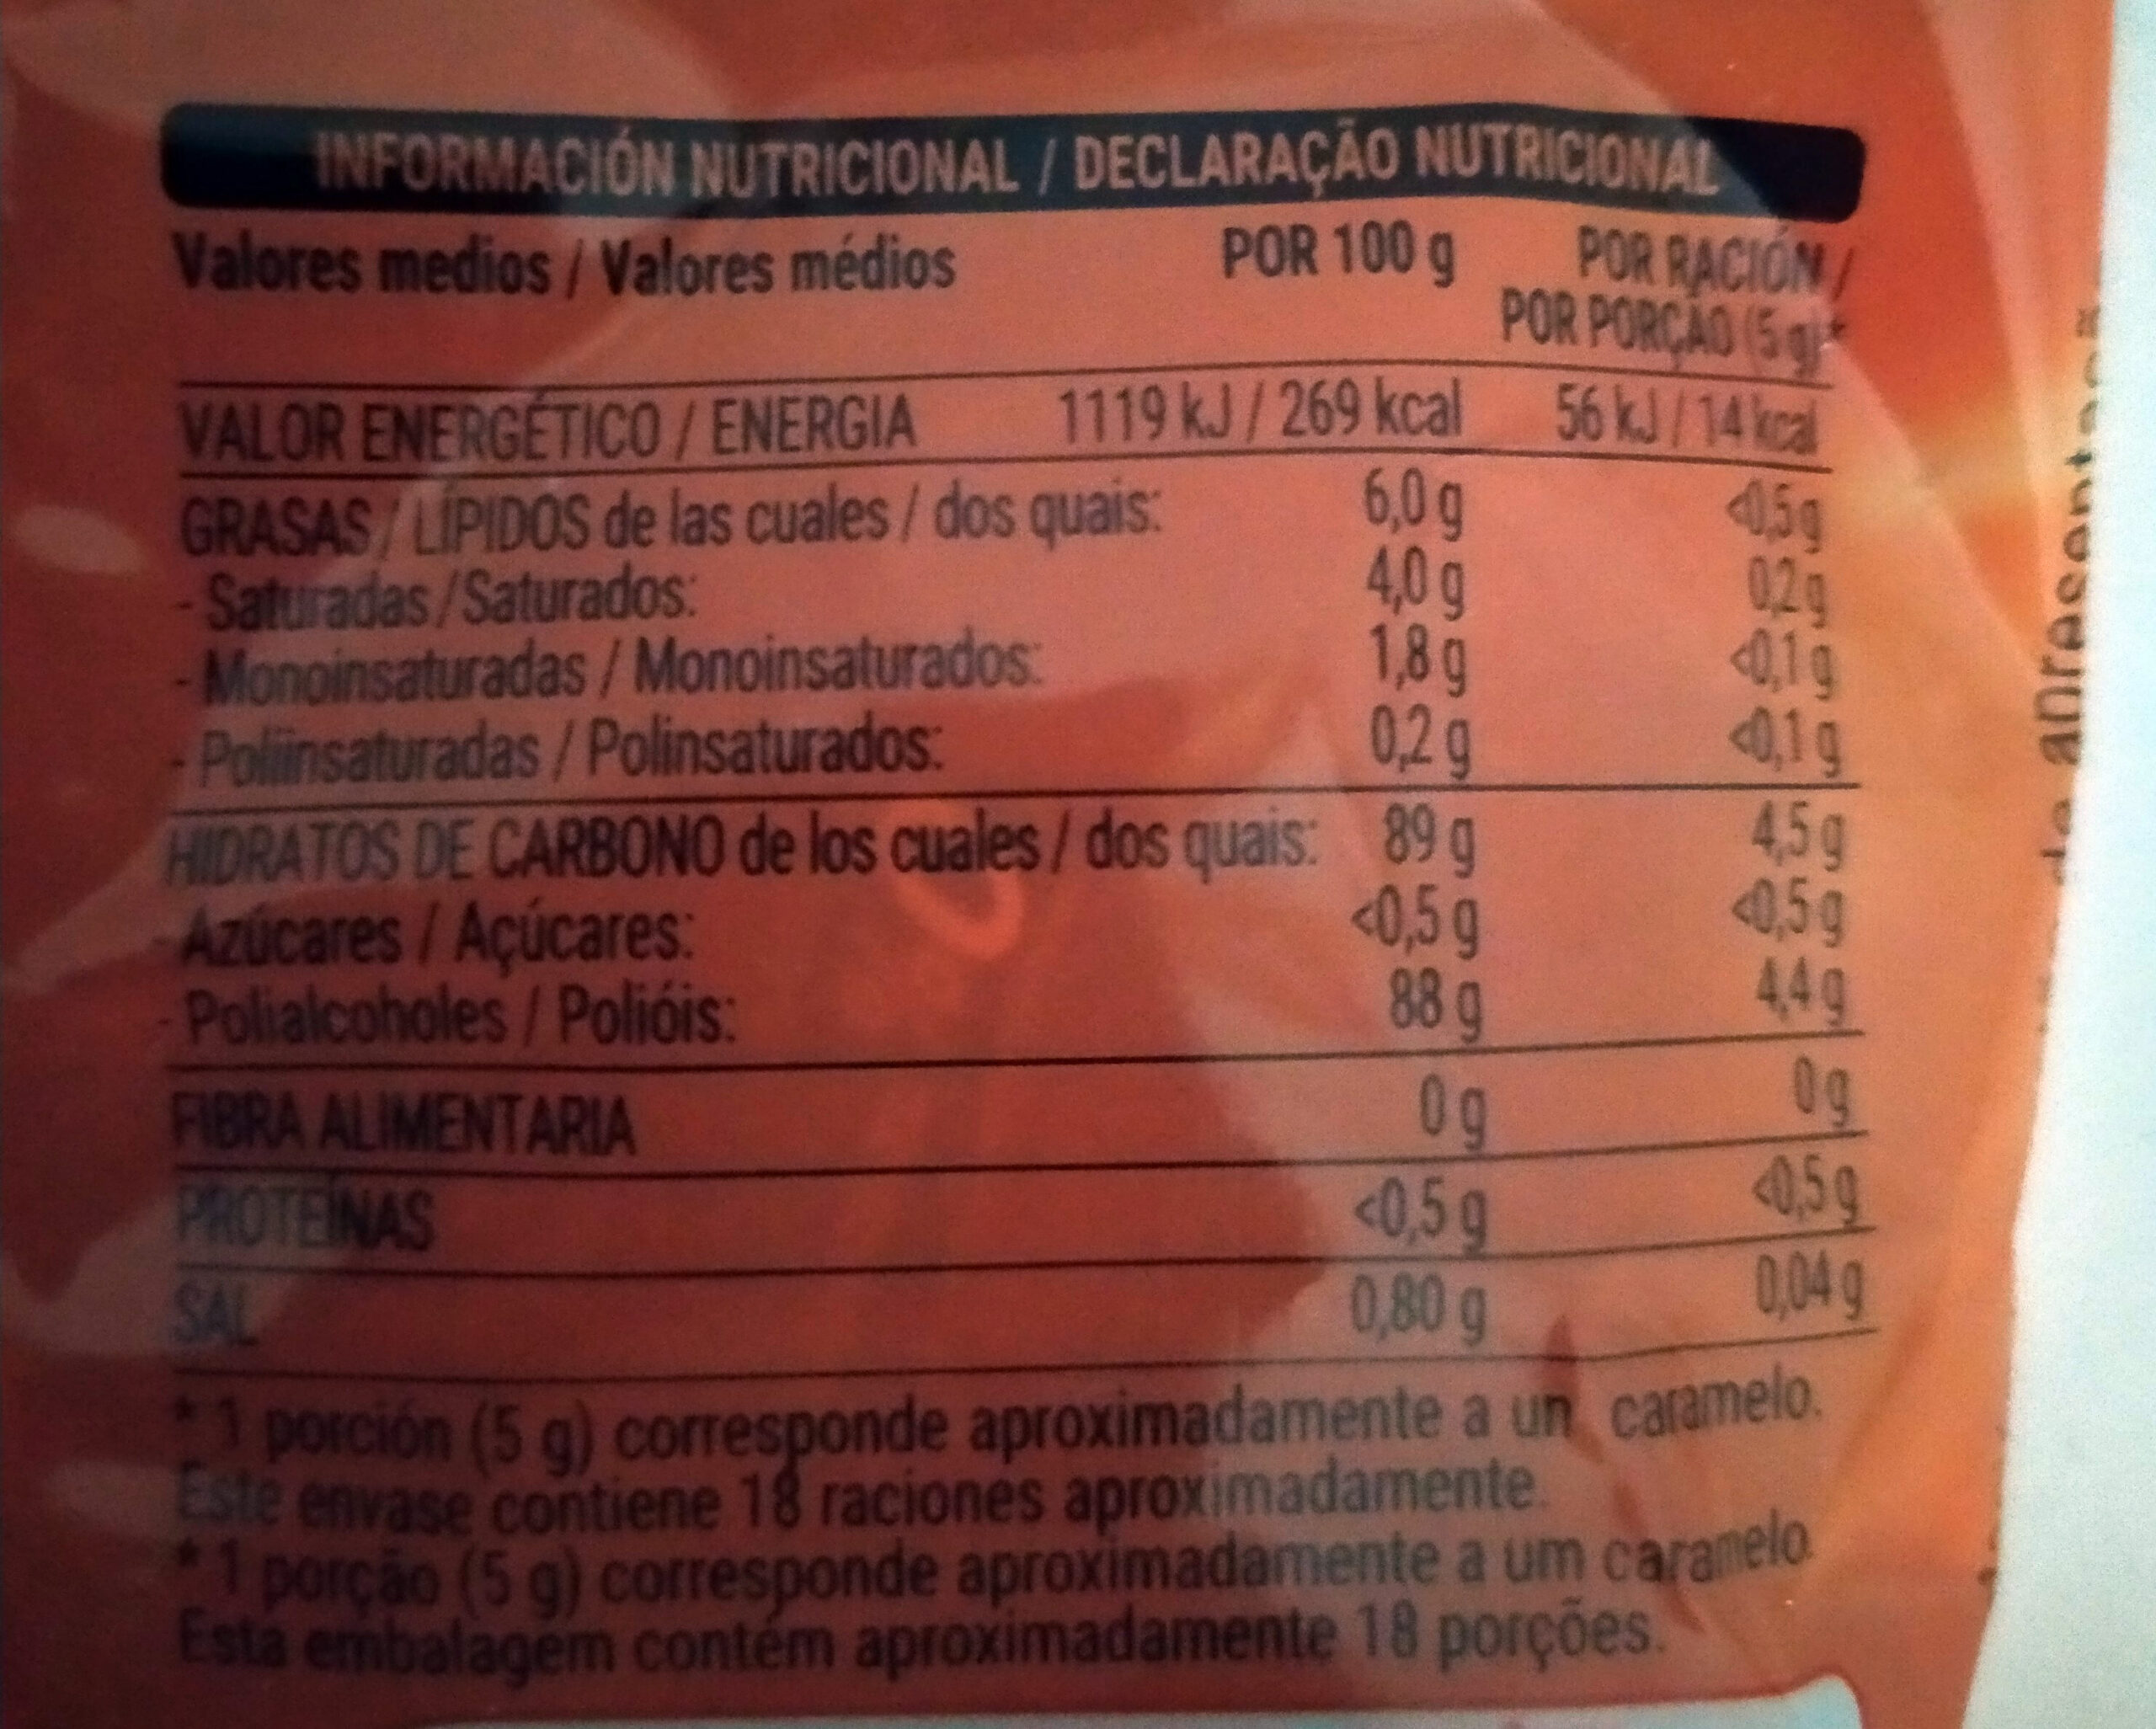 INFORMACIÓN NUTRICIONAL / DECLARAÇÃO NUTRICIONAL
Valores medios / Valores médios POR 100 g POR RACIÓN /
POR PORÇÃO (5 g)*
VALOR ENERGÉTICO / ENERGIA 1119 kJ / 269 kcal 56 kJ / 14 kcal
GRASAS / LÍPIDOS de las cuales / dos quais: 6,0 g <0,5 g
- Saturadas / Saturados: 4,0 g 0,2 g
- Monoinsaturadas / Monoinsaturados: 1,8 g <0,1 g
- Poliinsaturadas / Polinsaturados: 0,2 g <0,1 g
HIDRATOS DE CARBONO de los cuales / dos quais: 89 g 4,5 g
- Azúcares / Açúcares: <0,5 g <0,5 g
- Polialcoholes / Polióis: 88 g 4,4 g
FIBRA ALIMENTARIA 0 g 0 g
PROTEÍNAS <0,5 g <0,5 g
SAL 0,80 g 0,04 g
* 1 porción (5 g) corresponde aproximadamente a un caramelo.
Este envase contiene 18 raciones aproximadamente.
* 1 porção (5 g) corresponde aproximadamente a um caramelo.
Esta embalagem contém aproximadamente 18 porções.